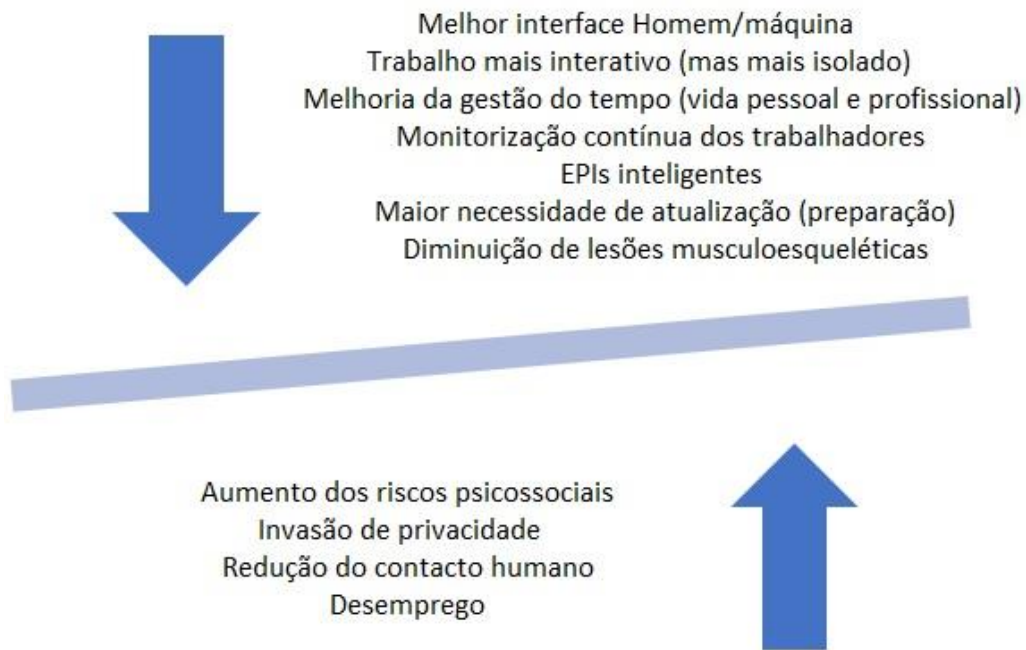 Melhor interface Homem/máquina
Trabalho mais interativo (mas mais isolado)
Melhoria da gestão do tempo (vida pessoal e profissional)
Monitorização contínua dos trabalhadores
EPIs inteligentes
Maior necessidade de atualização (preparação)
Diminuição de lesões musculoesqueléticas
Aumento dos riscos psicossociais
Invasão de privacidade
Redução do contacto humano
Desemprego